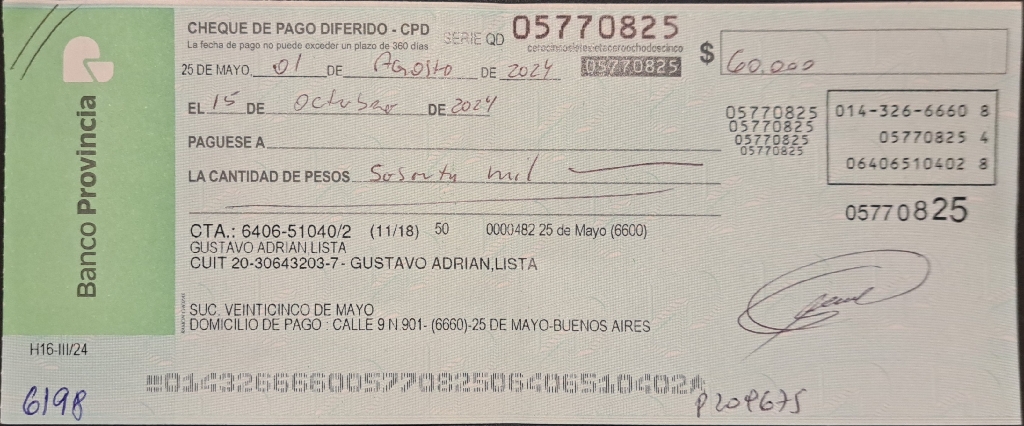 CHEQUE DE PAGO DIFERIDO - CPD
La fecha de pago no puede exceder un plazo de 360 días
SERIE QD 05770825
cerocincosietesieteceroochodoscinco
05770825
$ 60.000
25 DE MAYO, 01 DE Agosto DE 2024
EL 15 DE Octubre DE 2024
PAGUESE A
LA CANTIDAD DE PESOS Sesenta mil
05770825
05770825
05770825
05770825
014-326-6660 8
05770825 4
06406510402 8
05770825
CTA.: 6406-51040/2 (11/18) 50 0000482 25 de Mayo (6600)
GUSTAVO ADRIAN,LISTA
CUIT 20-30643203-7- GUSTAVO ADRIAN,LISTA
SUC. VEINTICINCO DE MAYO
DOMICILIO DE PAGO : CALLE 9 N 901- (6660)-25 DE MAYO-BUENOS AIRES
Banco Provincia
H16-III/24
6198
01432666600577082506406510402
P209675